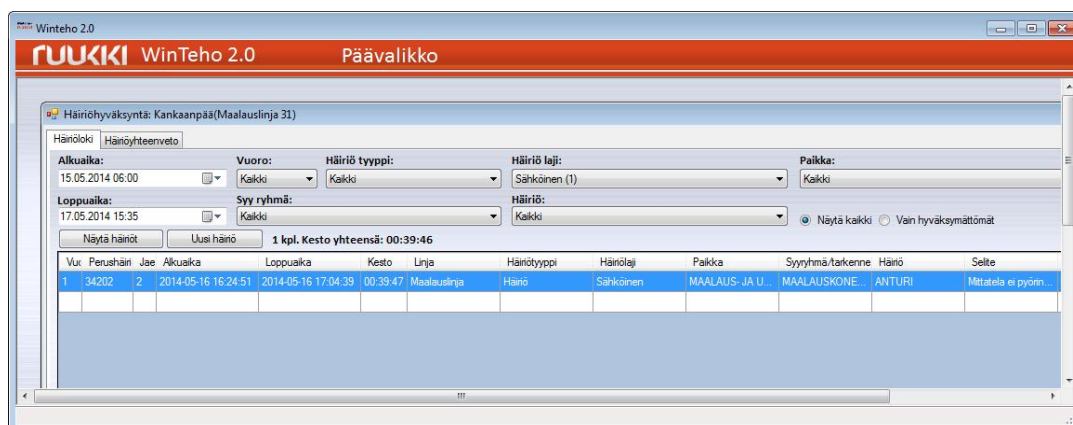 Winteho 2.0
RUUKKI WinTeho 2.0 Päävalikko
Häiriöhyväksyntä: Kankaanpää(Maalauslinja 31)
Häiriöloki Häiriöyhteenveto
Alkuaika: Vuoro: Häiriö tyyppi: Häiriö laji: Paikka:
15.05.2014 06:00 Kaikki Kaikki Sähköinen (1) Kaikki
Loppuaika: Syy ryhmä: Häiriö:
17.05.2014 15:35 Kaikki Kaikki Näytä kaikki Vain hyväksymättömät
Näytä häiriöt Uusi häiriö 1 kpl. Kesto yhteensä: 00:39:46
Vuc Perushäiri Jae Alkuaika Loppuaika Kesto Linja Häiriötyyppi Häiriölaji Paikka Syyryhmä/tarkenne Häiriö Selite
1 34202 2 2014-05-16 16:24:51 2014-05-16 17:04:39 00:39:47 Maalauslinja Häiriö Sähköinen MAALAUS- JA U... MAALAUSKONE... ANTURI Mittatela ei pyörin...